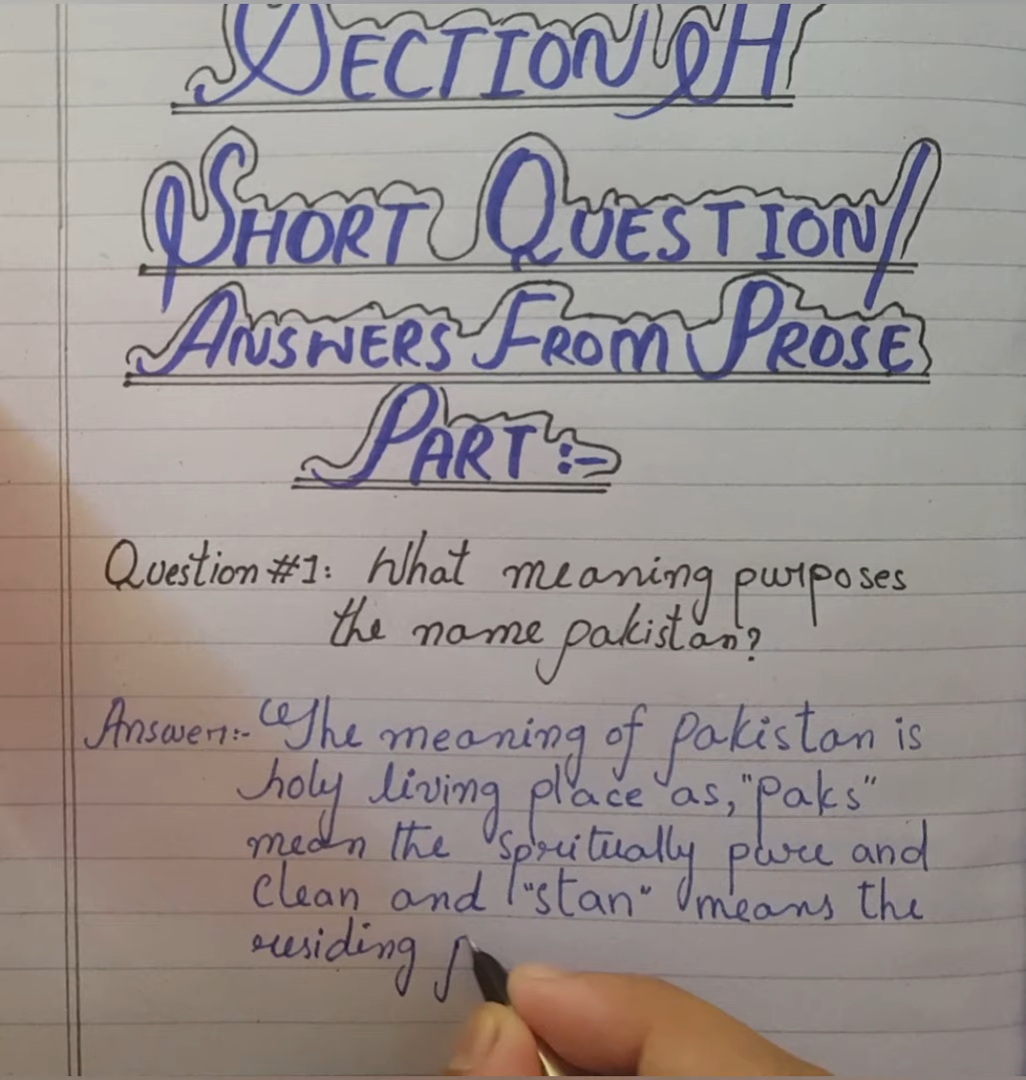 SECTION "H"
SHORT QUESTION/
ANSWERS FROM PROSE
PART :-
Question #1: What meaning purposes
the name pakistan?
Answer:- "The meaning of pakistan is
holy living place as, "paks"
mean the spritually pure and
clean and "stan" means the
residing